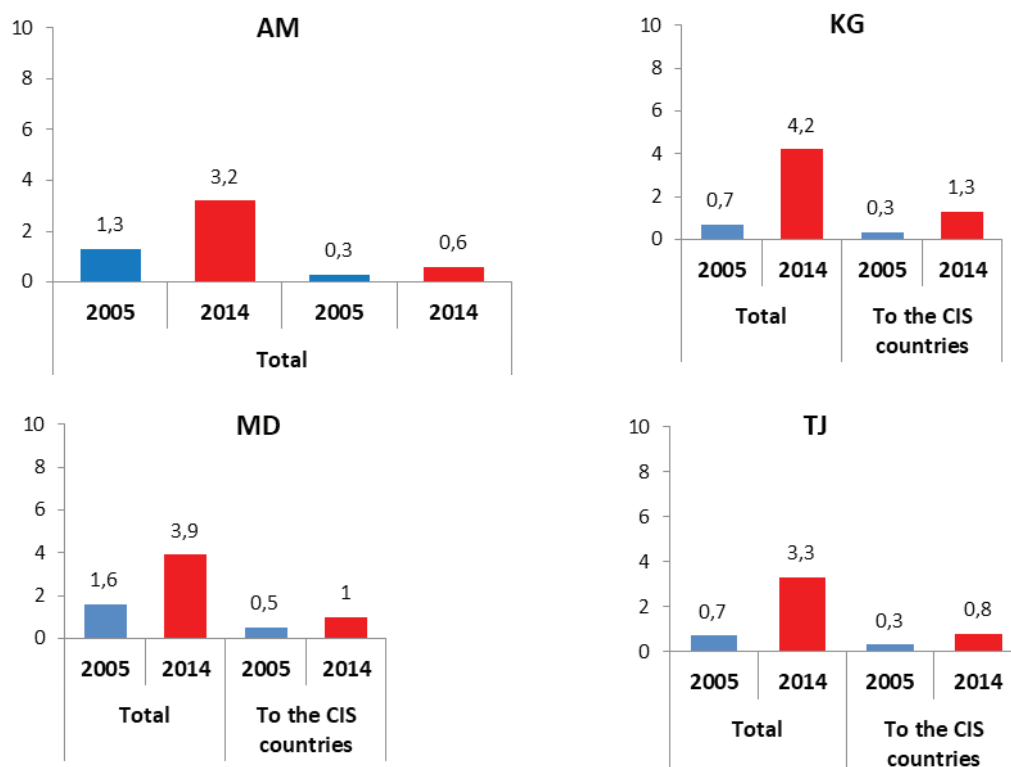 AM
10
8
6
4
2
0
1,3
3,2
0,3
0,6
2005 2014 2005 2014
Total
KG
10
8
6
4
2
0
0,7
4,2
0,3
1,3
2005 2014 2005 2014
Total To the CIS
countries
MD
10
8
6
4
2
0
1,6
3,9
0,5
1
2005 2014 2005 2014
Total To the CIS
countries
TJ
10
8
6
4
2
0
0,7
3,3
0,3
0,8
2005 2014 2005 2014
Total To the CIS
countries